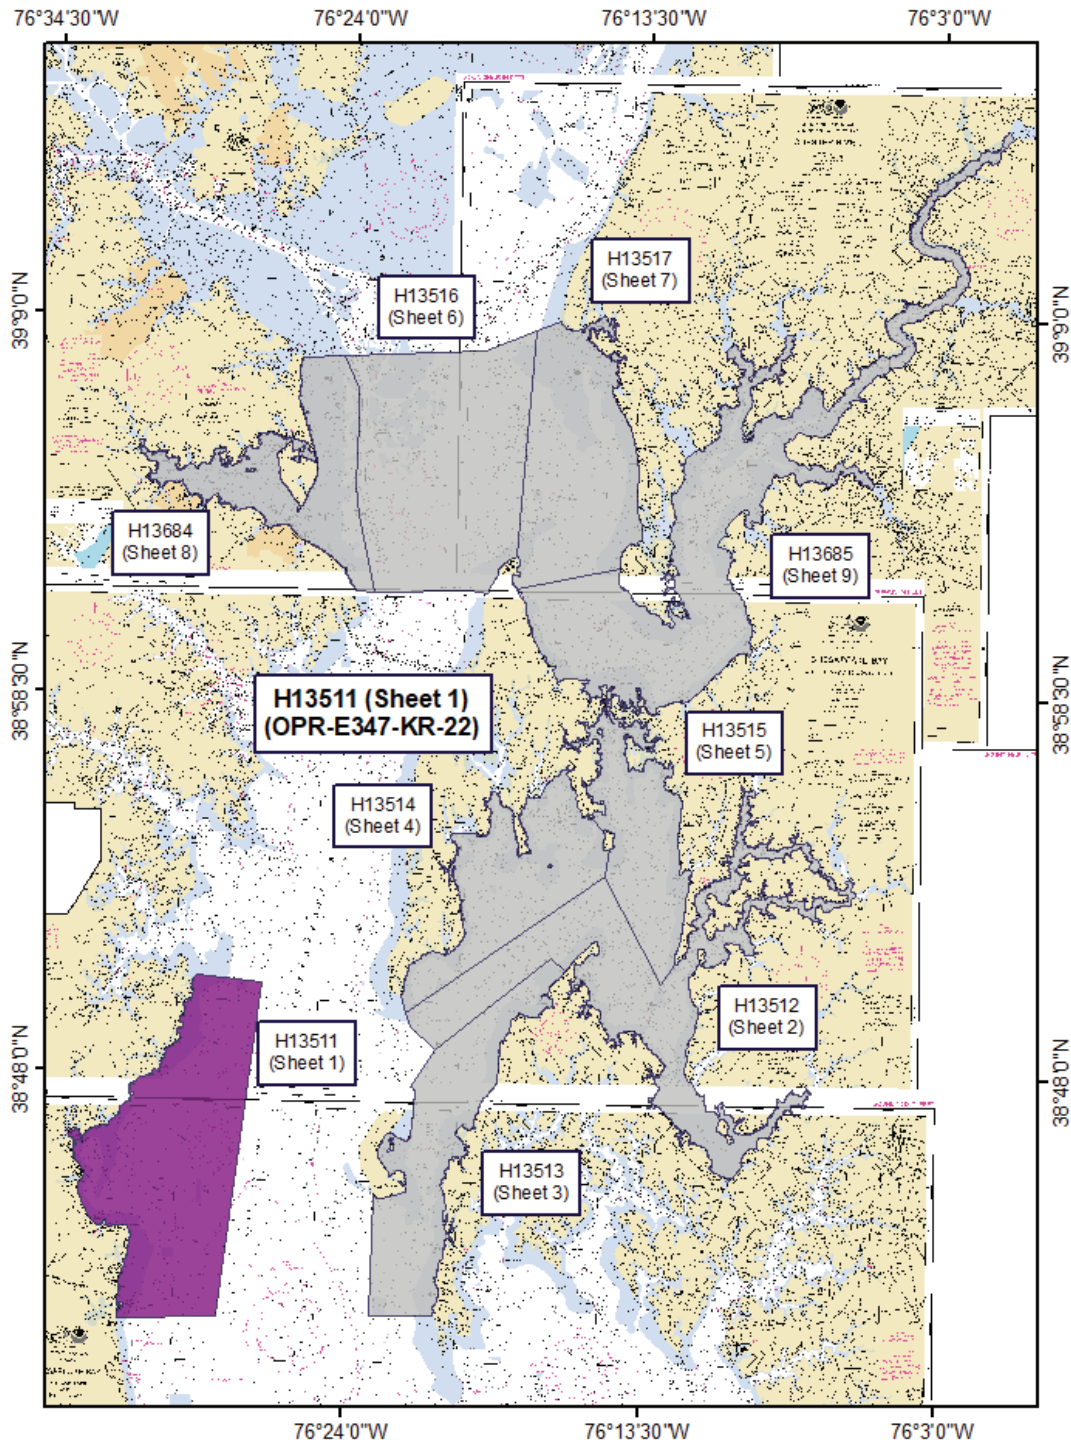 76°34'30"W
76°24'0"W
76°13'30"W
76°3'0"W
39°9'0"N
39°9'0"N
H13517
(Sheet 7)
H13516
(Sheet 6)
H13684
(Sheet 8)
H13685
(Sheet 9)
38°58'30"N
38°58'30"N
H13511 (Sheet 1)
(OPR-E347-KR-22)
H13515
(Sheet 5)
H13514
(Sheet 4)
H13512
(Sheet 2)
H13511
(Sheet 1)
38°48'0"N
38°48'0"N
H13513
(Sheet 3)
76°24'0"W
76°13'30"W
76°3'0"W